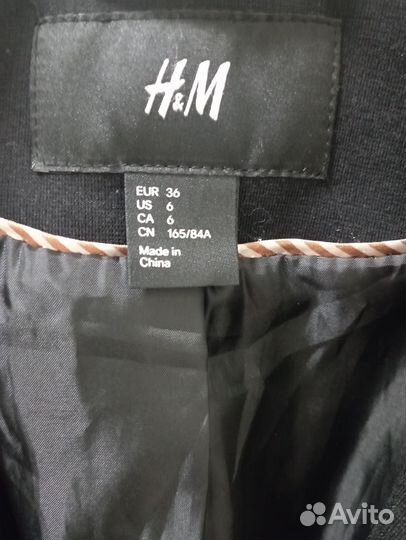 H&M
EUR 36
US 6
CA 6
CN 165/84A
Made in
China
Avito